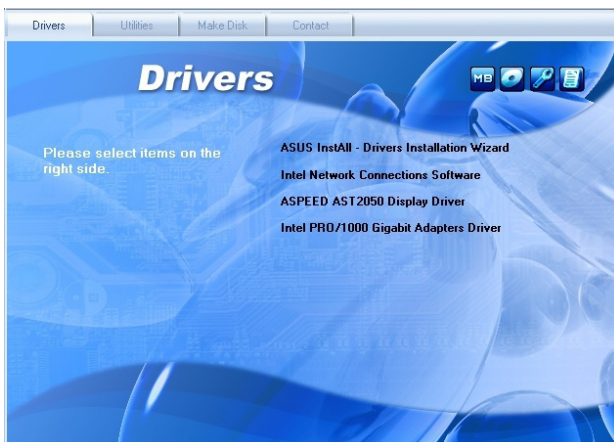 Drivers Utilities Make Disk Contact
Drivers
MB
Please select items on the
right side.
ASUS InstAll - Drivers Installation Wizard
Intel Network Connections Software
ASPEED AST2050 Display Driver
Intel PRO/1000 Gigabit Adapters Driver